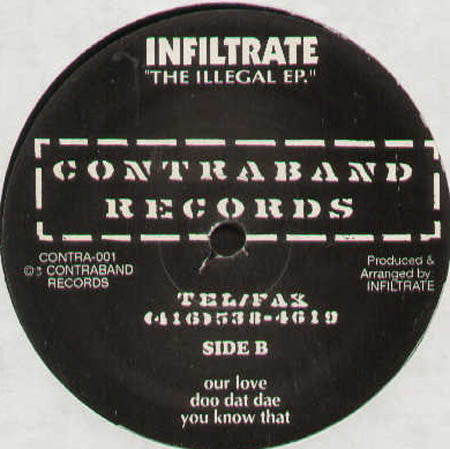 INFILTRATE
"THE ILLEGAL EP."
CONTRABAND
RECORDS
CONTRA-001
©℗ CONTRABAND
RECORDS
Produced &
Arranged by
INFILTRATE
TEL/FAX
(416)538-4619
SIDE B
our love
doo dat dae
you know that